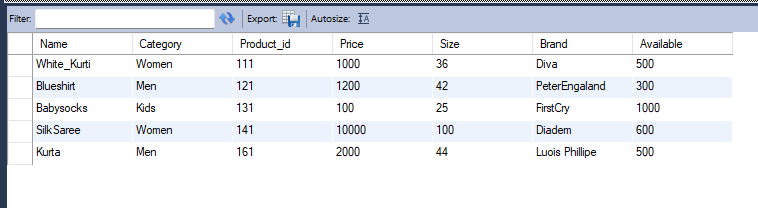 Filter: Export: Autosize:
Name Category Product_id Price Size Brand Available
White_Kurti Women 111 1000 36 Diva 500
Blueshirt Men 121 1200 42 PeterEngaland 300
Babysocks Kids 131 100 25 FirstCry 1000
SilkSaree Women 141 10000 100 Diadem 600
Kurta Men 161 2000 44 Luois Phillipe 500